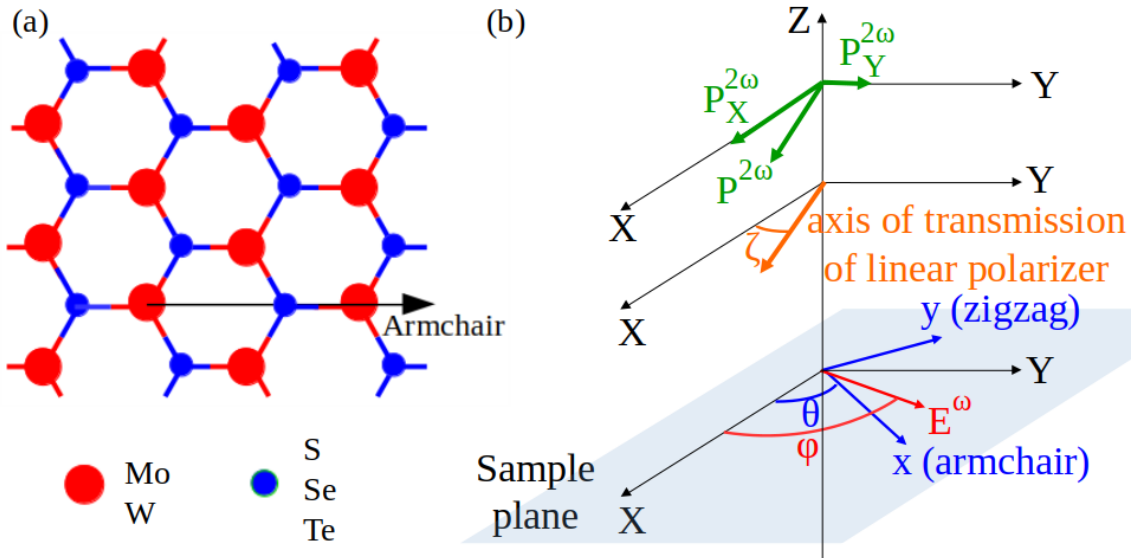 (a)
Armchair
Mo
W
S
Se
Te
(b)
Z
P_Y^{2ω}
Y
P_X^{2ω}
P^{2ω}
X
Y
axis of transmission
of linear polarizer
ζ
X
y (zigzag)
Y
θ
E^ω
φ
x (armchair)
Sample
plane
X